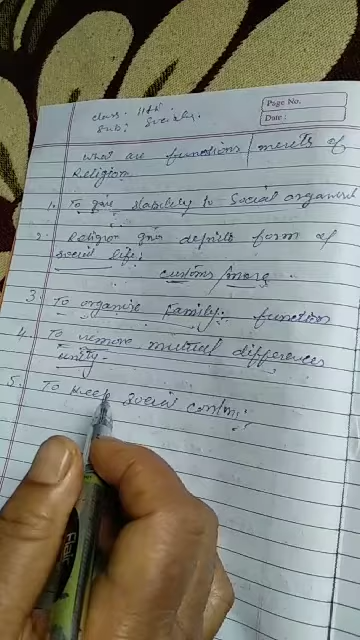 Page No.
Date :
class: 11th.
Sub: Sociology.
What are functions / merits of
Religion
1. To give stability to Social organisat
2. Religion give definite form of
social life:
customs / mores
3. To organise Family: function
4. To remove mutual differences
unity-
5. To Keep social control: